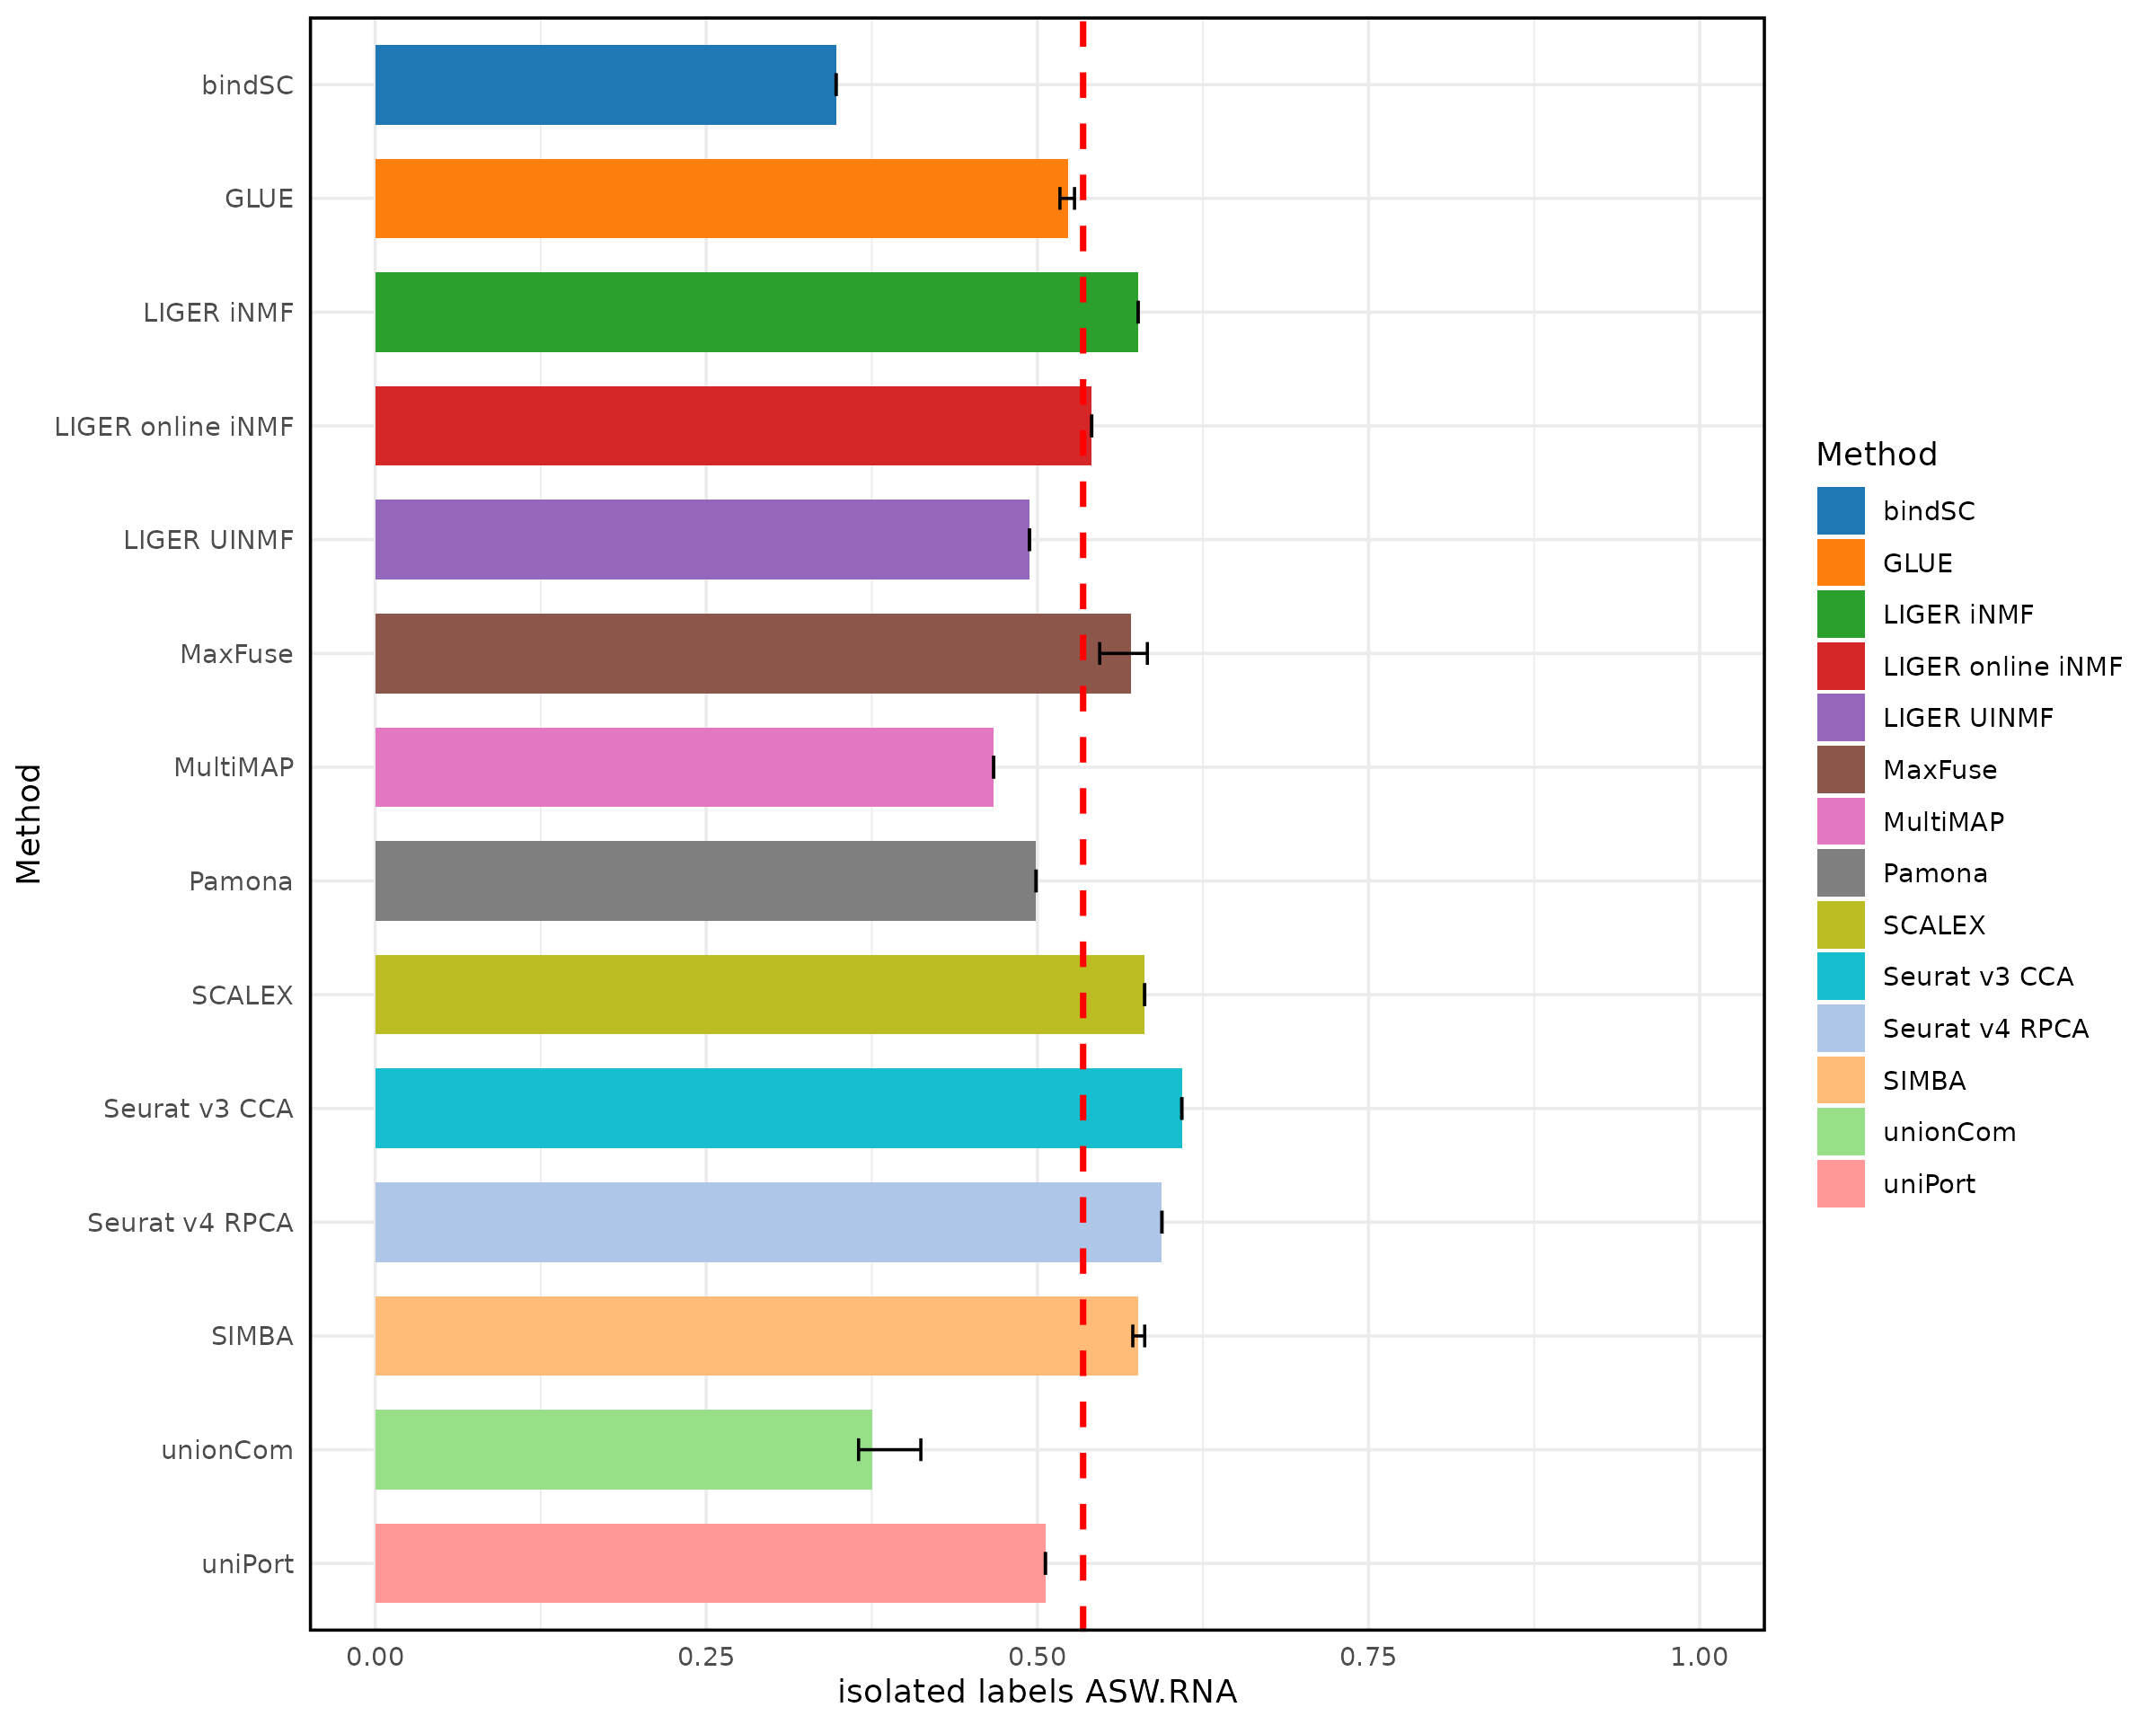 bindSC
GLUE
LIGER iNMF
LIGER online iNMF
LIGER UINMF
MaxFuse
MultiMAP
Pamona
SCALEX
Seurat v3 CCA
Seurat v4 RPCA
SIMBA
unionCom
uniPort
Method
0.00 0.25 0.50 0.75 1.00
isolated labels ASW.RNA
Method
bindSC
GLUE
LIGER iNMF
LIGER online iNMF
LIGER UINMF
MaxFuse
MultiMAP
Pamona
SCALEX
Seurat v3 CCA
Seurat v4 RPCA
SIMBA
unionCom
uniPort